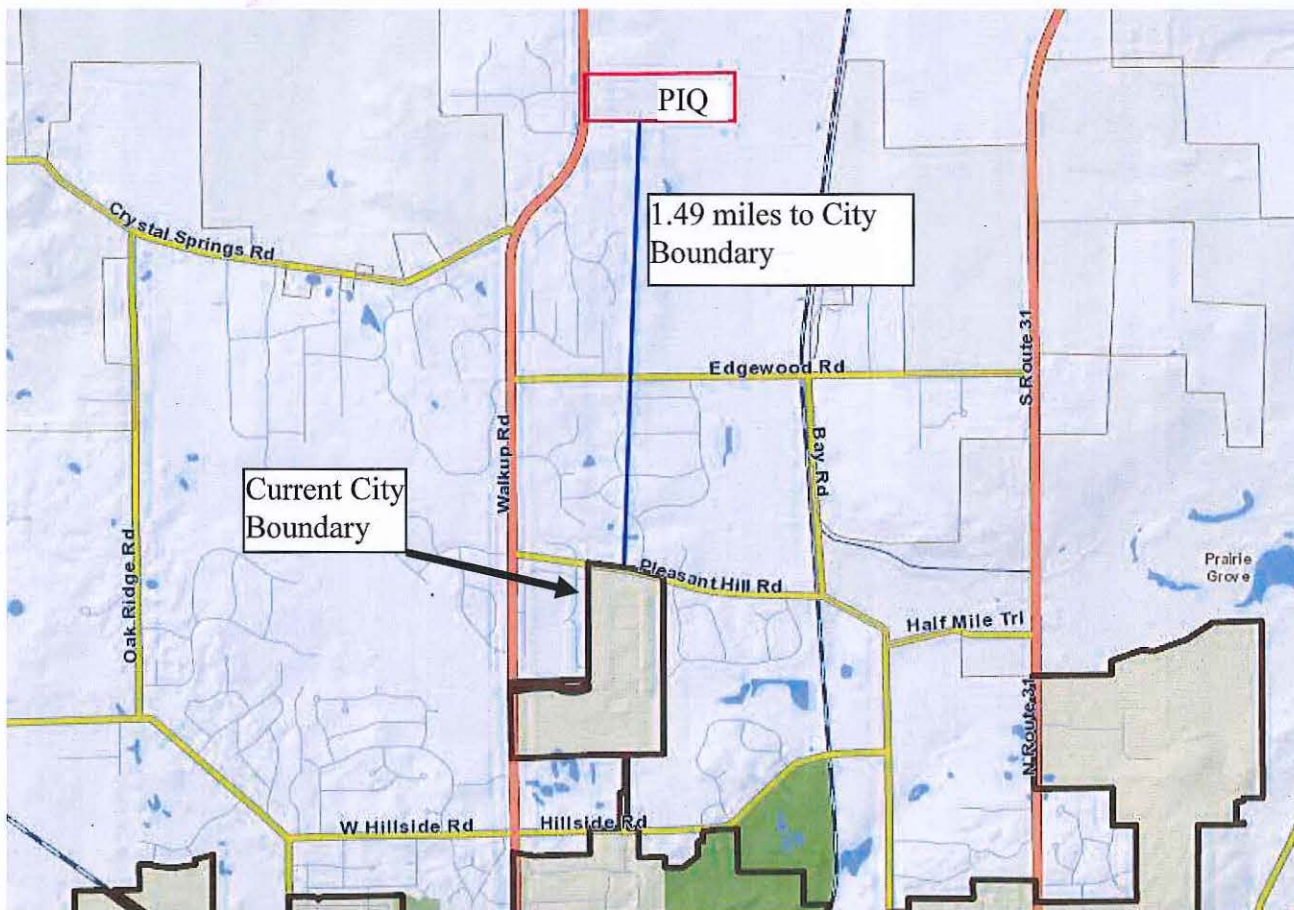 PIQ
1.49 miles to City
Boundary
Crystal Springs Rd
S Route 31
Edgewood Rd
Walkup Rd
Bay Rd
Current City
Boundary
Oak Ridge Rd
Pleasant Hill Rd
Prairie
Grove
Half Mile Trl
N Route 31
W Hillside Rd
Hillside Rd